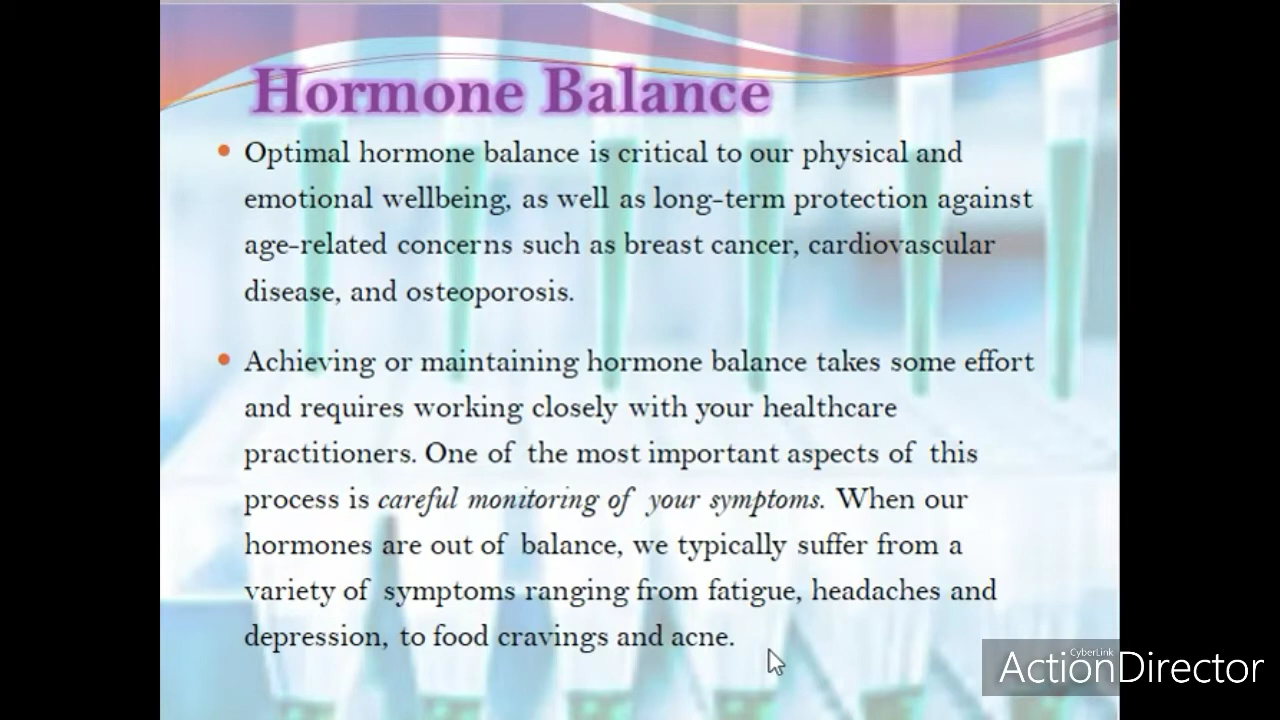 Hormone Balance
• Optimal hormone balance is critical to our physical and
emotional wellbeing, as well as long-term protection against
age-related concerns such as breast cancer, cardiovascular
disease, and osteoporosis.
• Achieving or maintaining hormone balance takes some effort
and requires working closely with your healthcare
practitioners. One of the most important aspects of this
process is careful monitoring of your symptoms. When our
hormones are out of balance, we typically suffer from a
variety of symptoms ranging from fatigue, headaches and
depression, to food cravings and acne.
CyberLink
ActionDirector